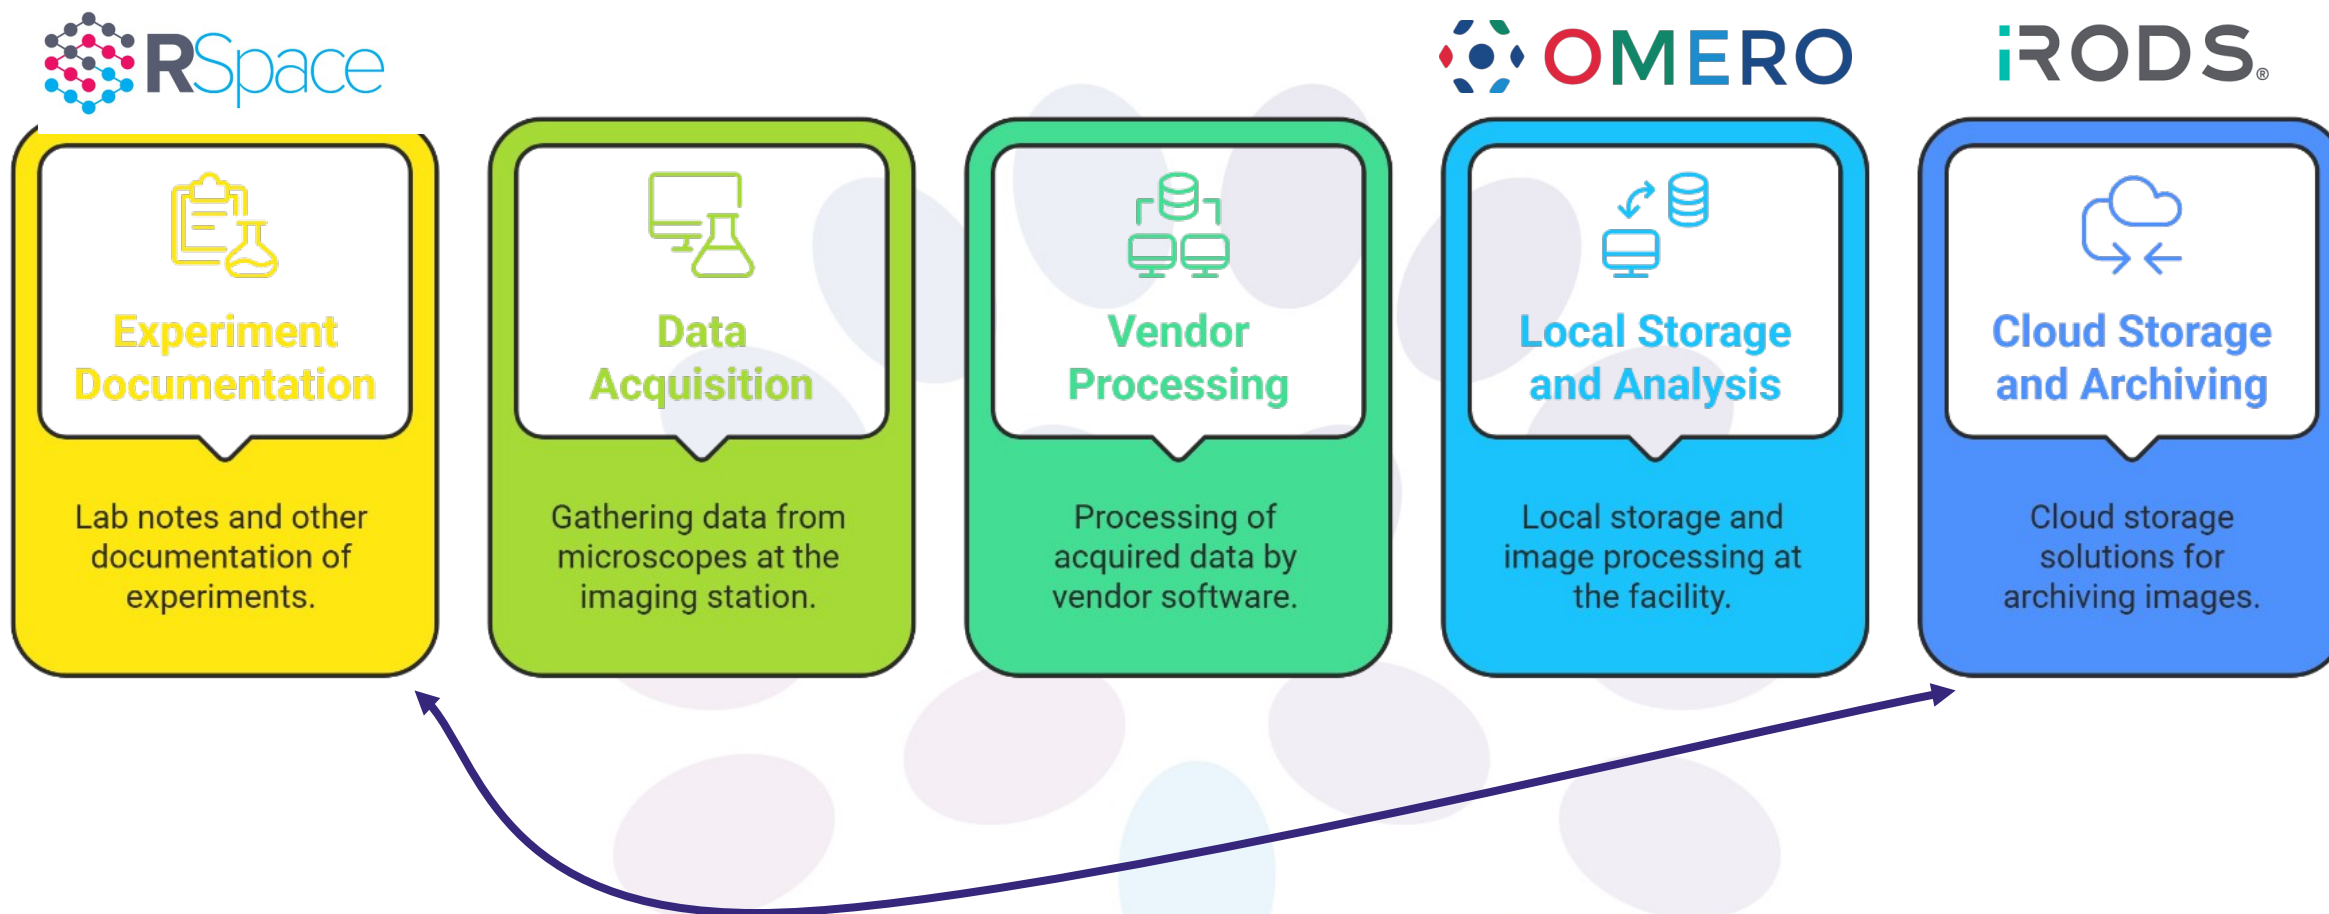 RSpace
OMERO
iRODS®
Experiment
Documentation
Lab notes and other
documentation of
experiments.
Data
Acquisition
Gathering data from
microscopes at the
imaging station.
Vendor
Processing
Processing of
acquired data by
vendor software.
Local Storage
and Analysis
Local storage and
image processing at
the facility.
Cloud Storage
and Archiving
Cloud storage
solutions for
archiving images.